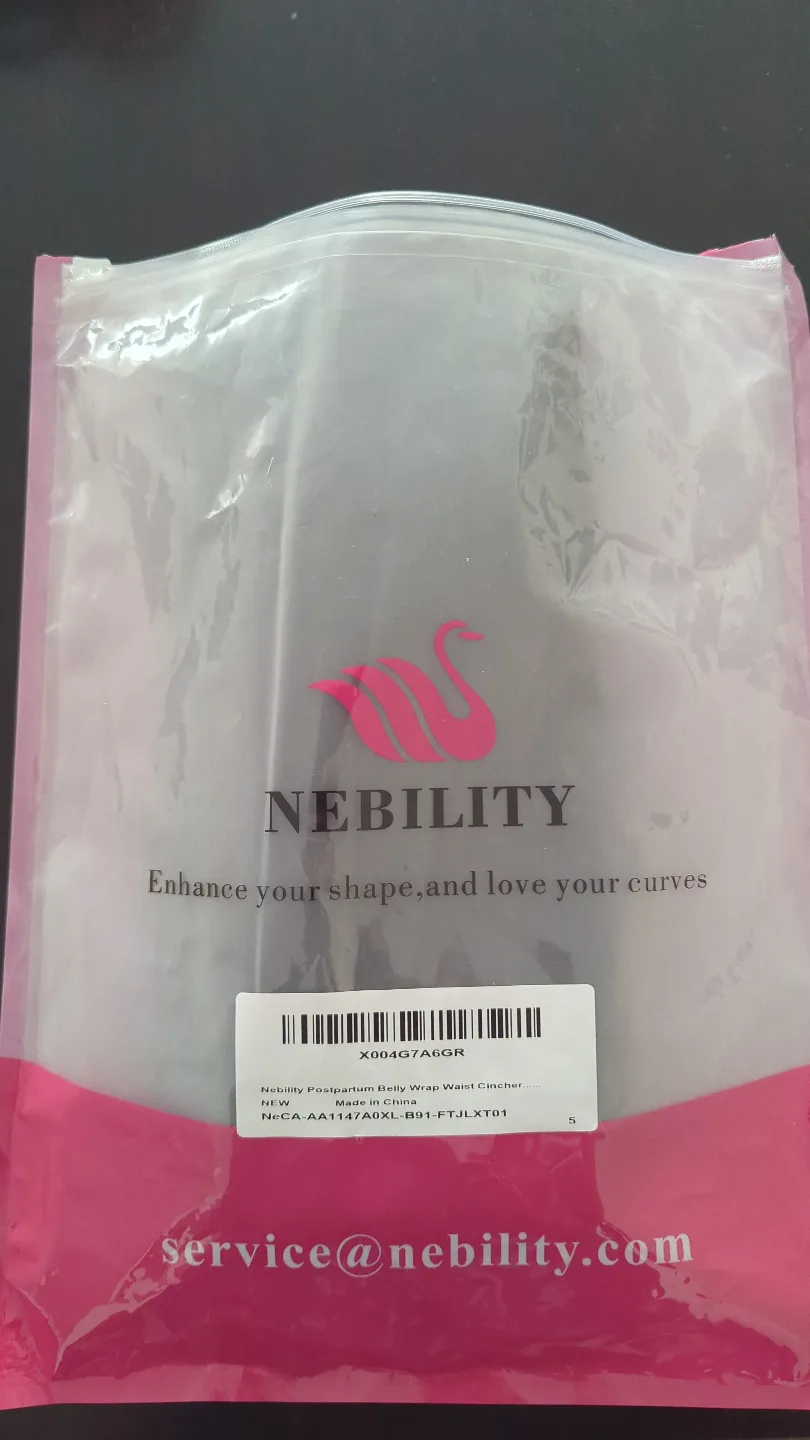 NEBILITY
Enhance your shape,and love your curves
X004G7A6GR
Nebility Postpartum Belly Wrap Waist Cincher......
NEW Made in China
NeCA-AA1147A0XL-B91-FTJLXT01
5
service@nebility.com